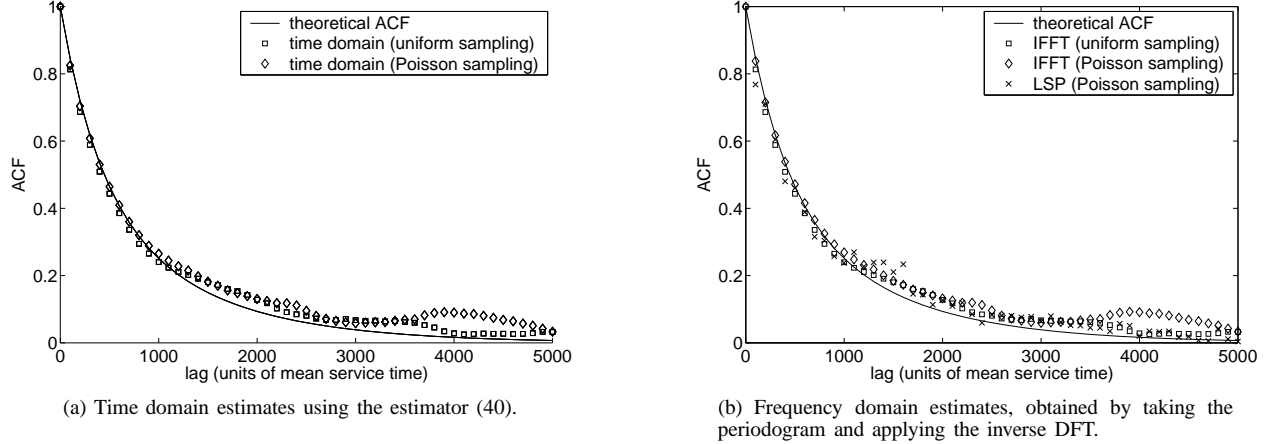 1
0.8
0.6
0.4
0.2
0
ACF
theoretical ACF
time domain (uniform sampling)
time domain (Poisson sampling)
0 1000 2000 3000 4000 5000
lag (units of mean service time)
(a) Time domain estimates using the estimator (40).
1
0.8
0.6
0.4
0.2
0
ACF
theoretical ACF
IFFT (uniform sampling)
IFFT (Poisson sampling)
LSP (Poisson sampling)
0 1000 2000 3000 4000 5000
lag (units of mean service time)
(b) Frequency domain estimates, obtained by taking the
periodogram and applying the inverse DFT.